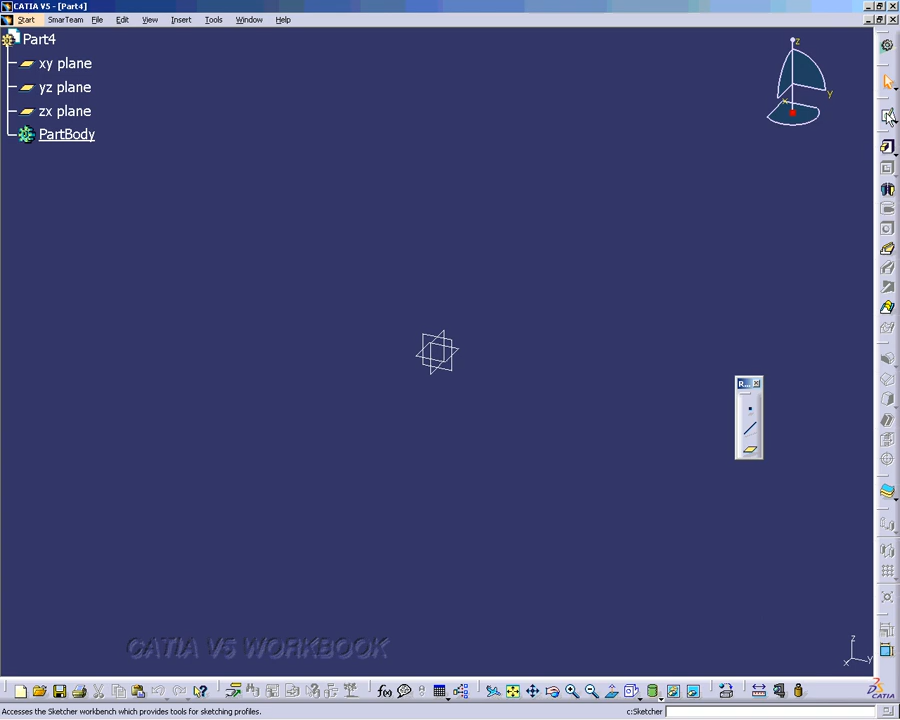 CATIA V5 - [Part4]
Start SmarTeam File Edit View Insert Tools Window Help
Part4
xy plane
yz plane
zx plane
PartBody
z
y
x
R...
CATIA V5 WORKBOOK
z
x y
f(x)
CATIA
Accesses the Sketcher workbench which provides tools for sketching profiles.
c:Sketcher